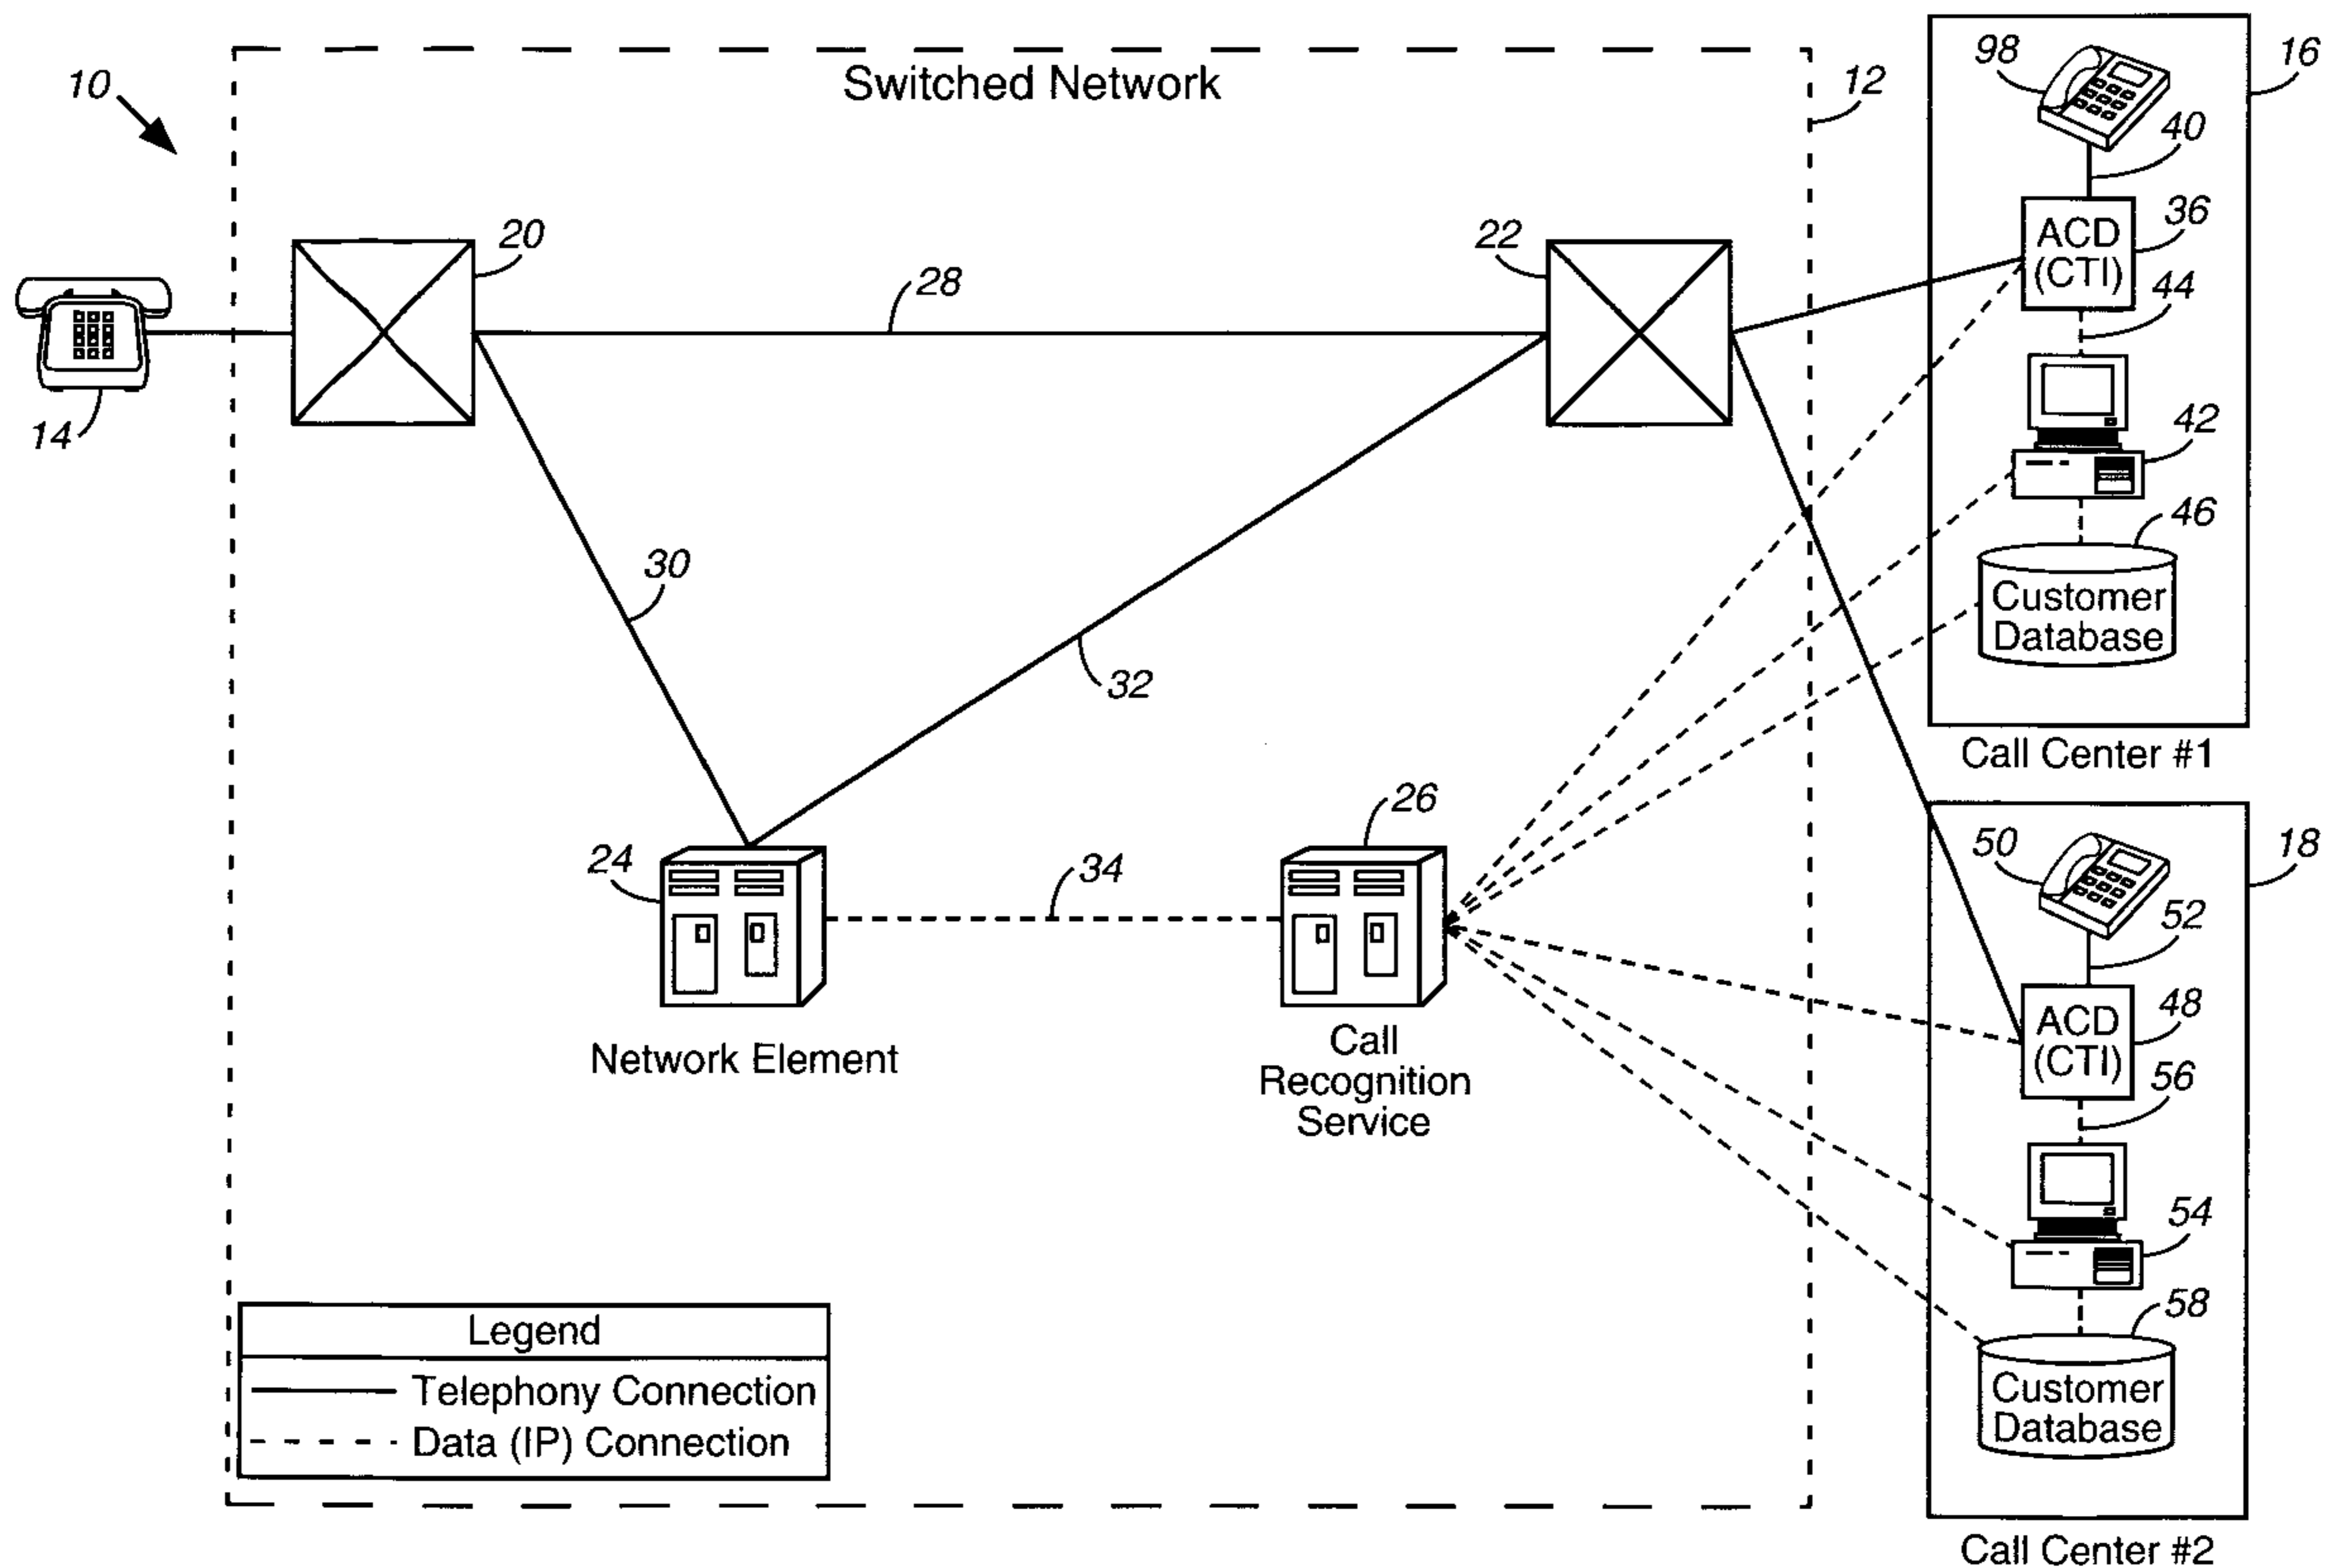 10
Switched Network
12
98
16
40
20
22
ACD
(CTI)
36
28
44
14
42
46
30
Customer
Database
32
Call Center #1
26
24
34
50
18
52
ACD
(CTI)
48
Network Element
Call
Recognition
Service
56
54
58
Legend
Telephony Connection
Data (IP) Connection
Customer
Database
Call Center #2